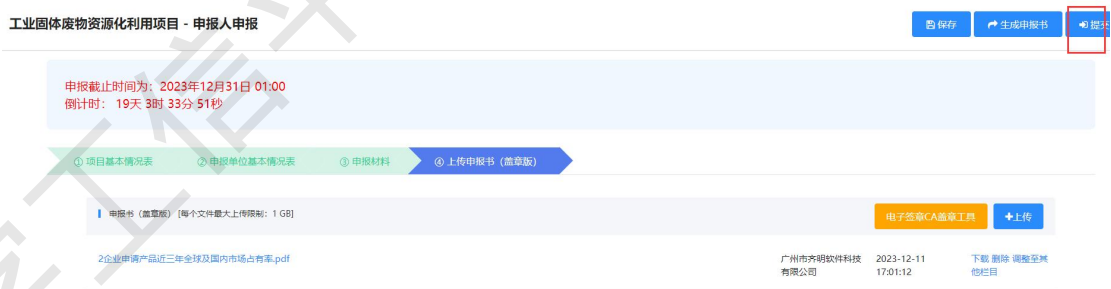 工业固体废物资源化利用项目 - 申报人申报
保存
生成申报书
提交
申报截止时间为：2023年12月31日 01:00
倒计时： 19天 3时 33分 51秒
① 项目基本情况表
② 申报单位基本情况表
③ 申报材料
④ 上传申报书（盖章版）
申报书（盖章版） [每个文件最大上传限制：1 GB]
电子签章CA盖章工具
+上传
2企业申请产品近三年全球及国内市场占有率.pdf
广州市齐明软件科技
有限公司
2023-12-11
17:01:12
下载 删除 调整至其
他栏目